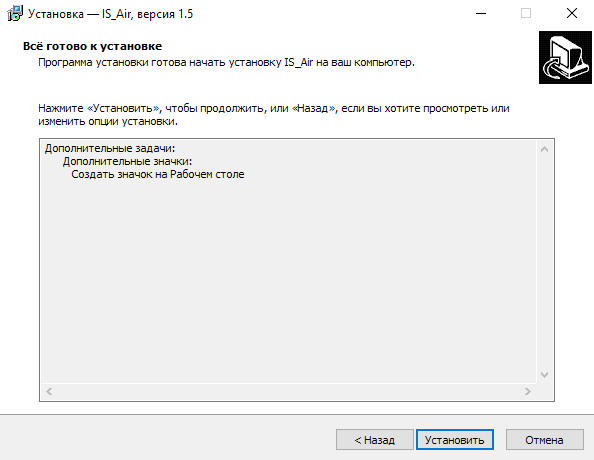 Установка — IS_Air, версия 1.5
Всё готово к установке
Программа установки готова начать установку IS_Air на ваш компьютер.
Нажмите «Установить», чтобы продолжить, или «Назад», если вы хотите просмотреть или
изменить опции установки.
Дополнительные задачи:
Дополнительные значки:
Создать значок на Рабочем столе
< Назад
Установить
Отмена